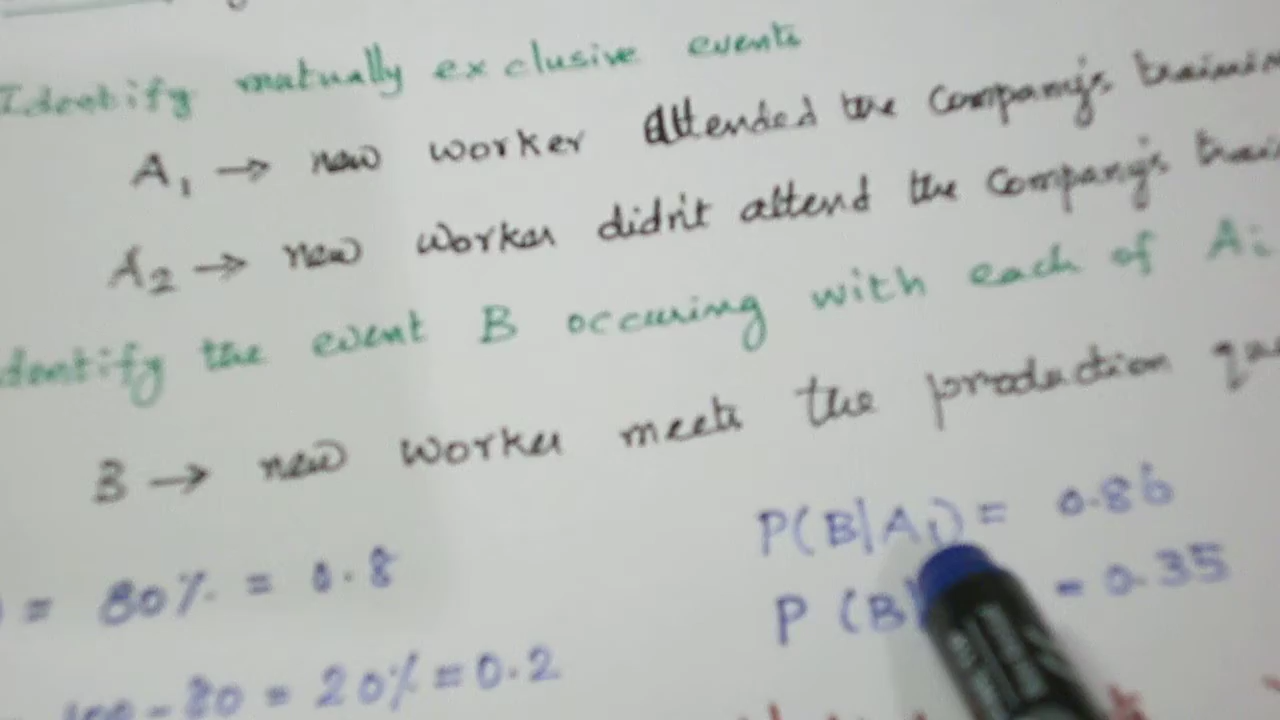 Identify mutually exclusive events
A1 → new worker Attended the Company's
A2 → new worker didn't attend the Company's
the event B occuring with each of Ai
B → new worker meets the production
= 80% = 0.8
P(B|A1) = 0.86
- 80 = 20% = 0.2
P (B - 0.35